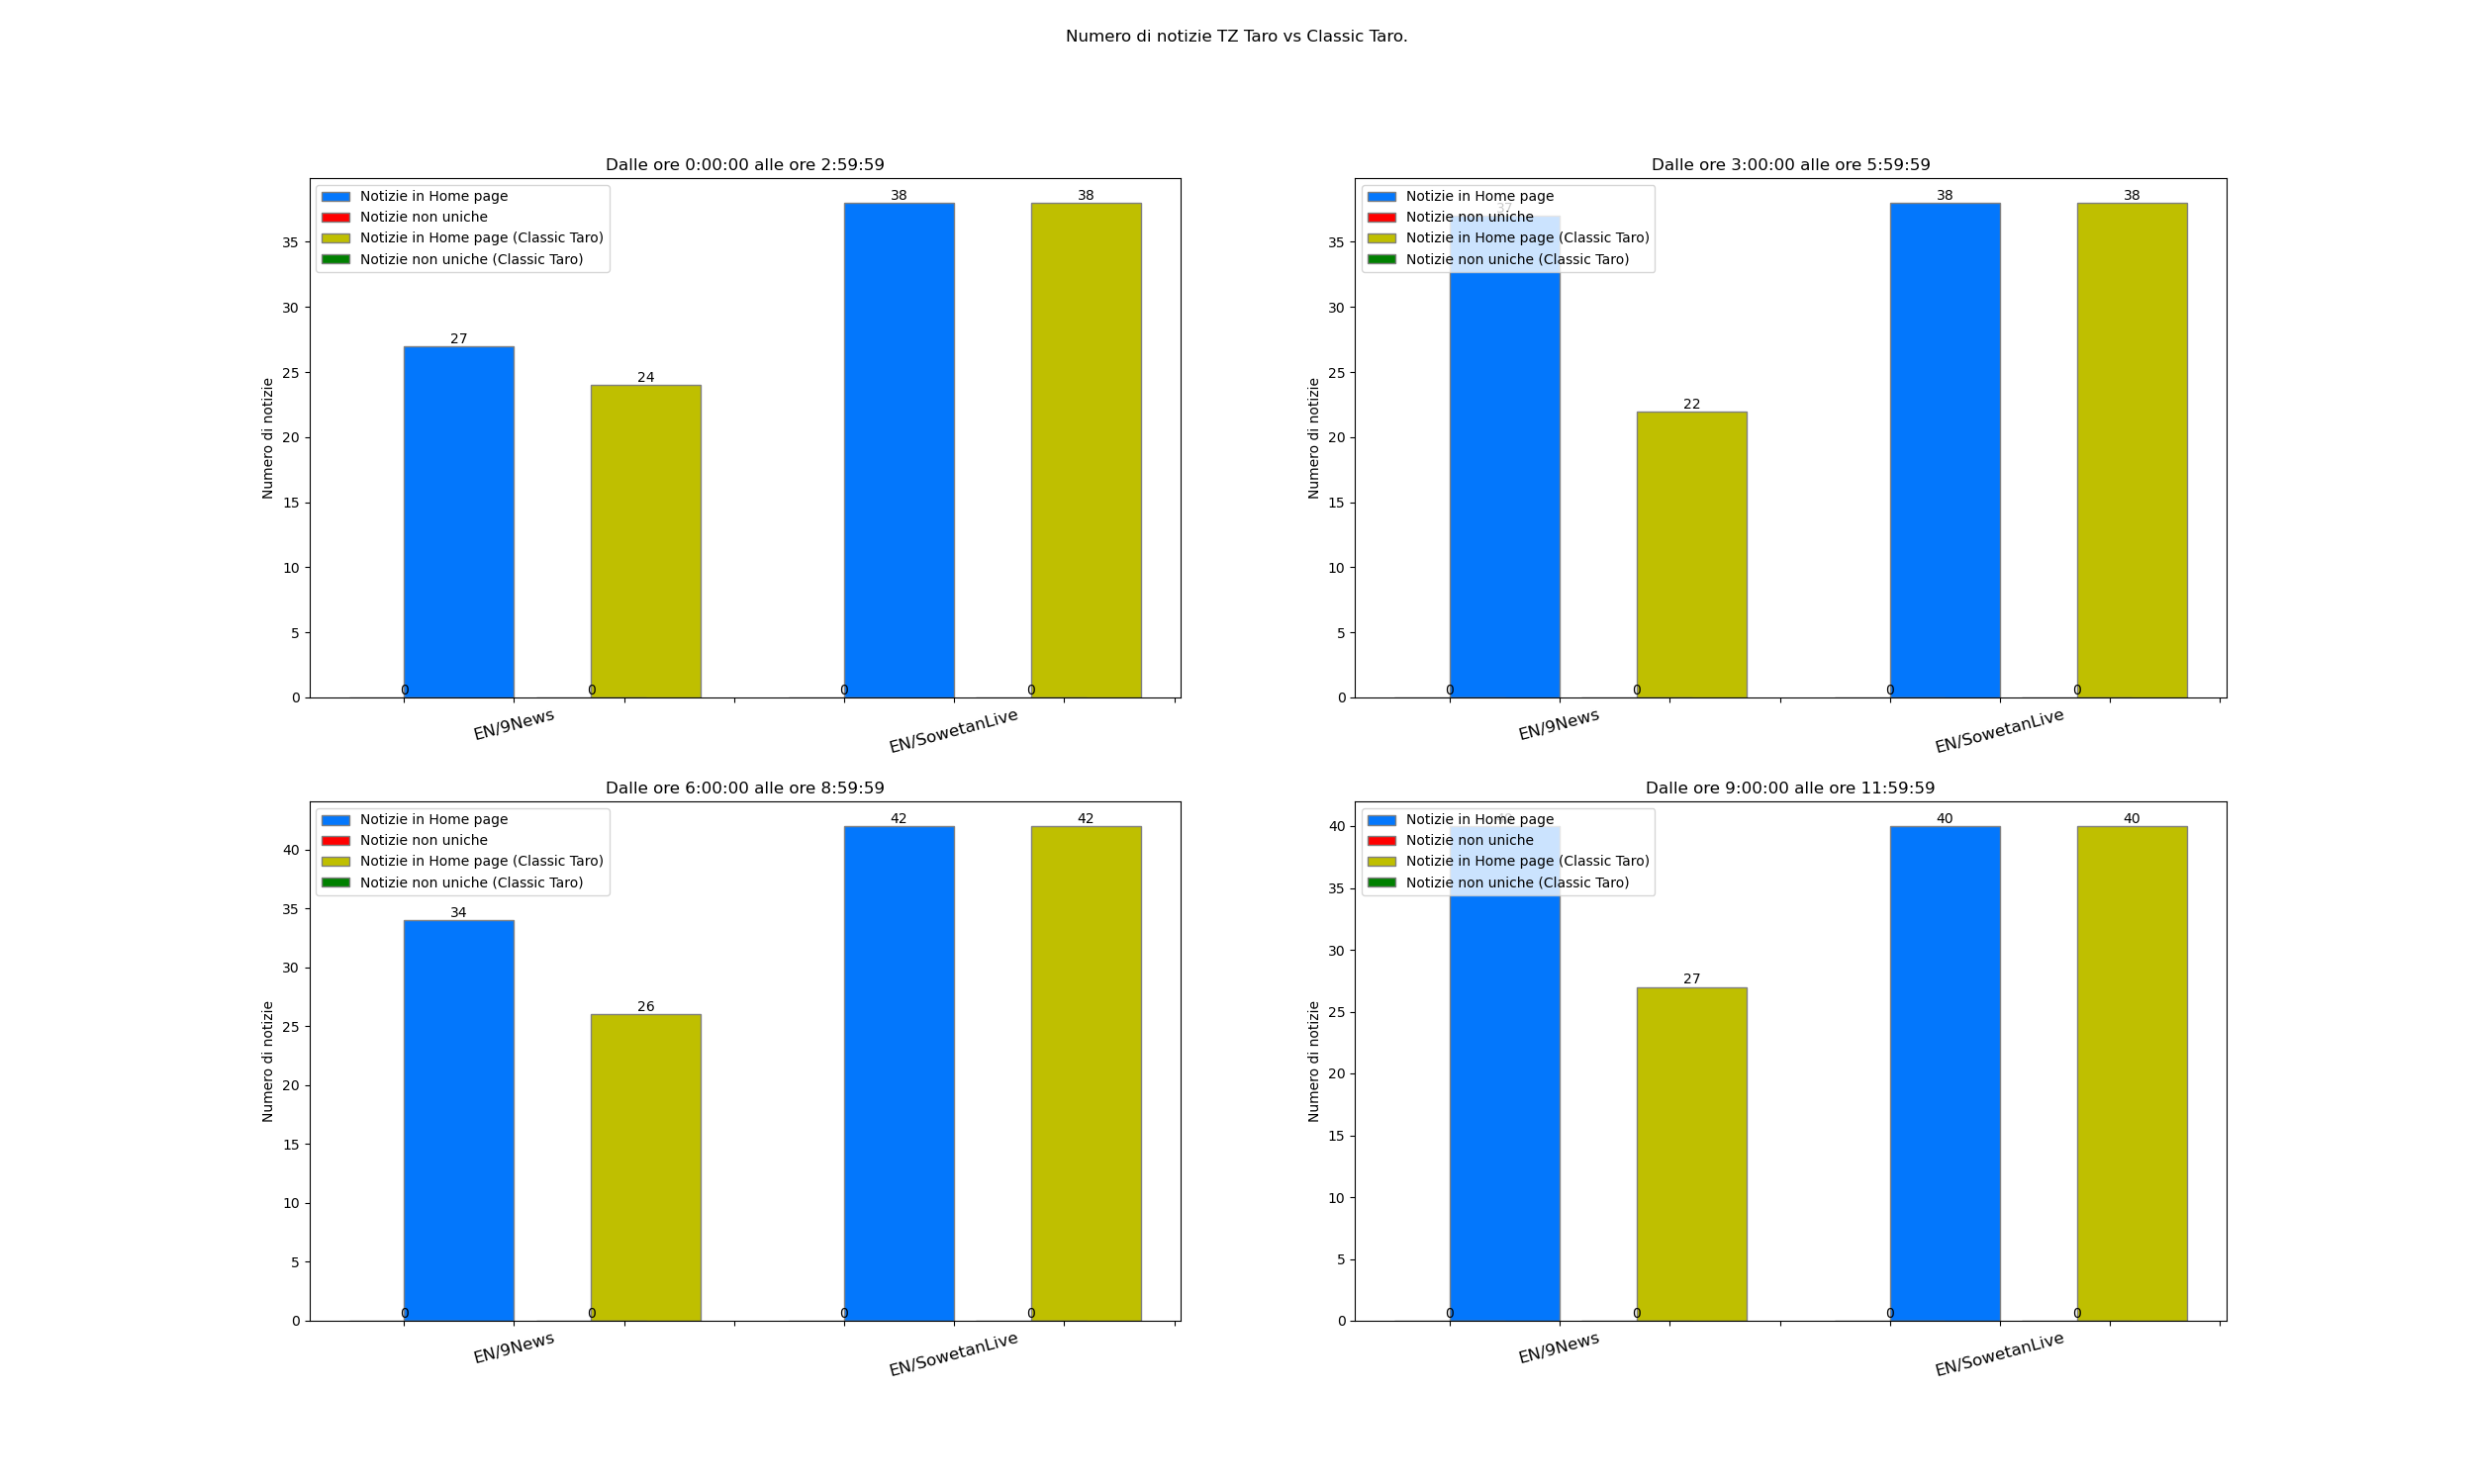 Numero di notizie TZ Taro vs Classic Taro.
Dalle ore 0:00:00 alle ore 2:59:59
Notizie in Home page
Notizie non uniche
Notizie in Home page (Classic Taro)
Notizie non uniche (Classic Taro)
38
38
27
24
35
30
25
20
15
10
5
0
0
0
0
0
Numero di notizie
EN/9News
EN/SowetanLive
Dalle ore 3:00:00 alle ore 5:59:59
Notizie in Home page
Notizie non uniche
Notizie in Home page (Classic Taro)
Notizie non uniche (Classic Taro)
37
38
38
22
35
30
25
20
15
10
5
0
0
0
0
0
Numero di notizie
EN/9News
EN/SowetanLive
Dalle ore 6:00:00 alle ore 8:59:59
Notizie in Home page
Notizie non uniche
Notizie in Home page (Classic Taro)
Notizie non uniche (Classic Taro)
42
42
34
26
40
35
30
25
20
15
10
5
0
0
0
0
0
Numero di notizie
EN/9News
EN/SowetanLive
Dalle ore 9:00:00 alle ore 11:59:59
Notizie in Home page
Notizie non uniche
Notizie in Home page (Classic Taro)
Notizie non uniche (Classic Taro)
40
40
27
40
35
30
25
20
15
10
5
0
0
0
0
0
Numero di notizie
EN/9News
EN/SowetanLive